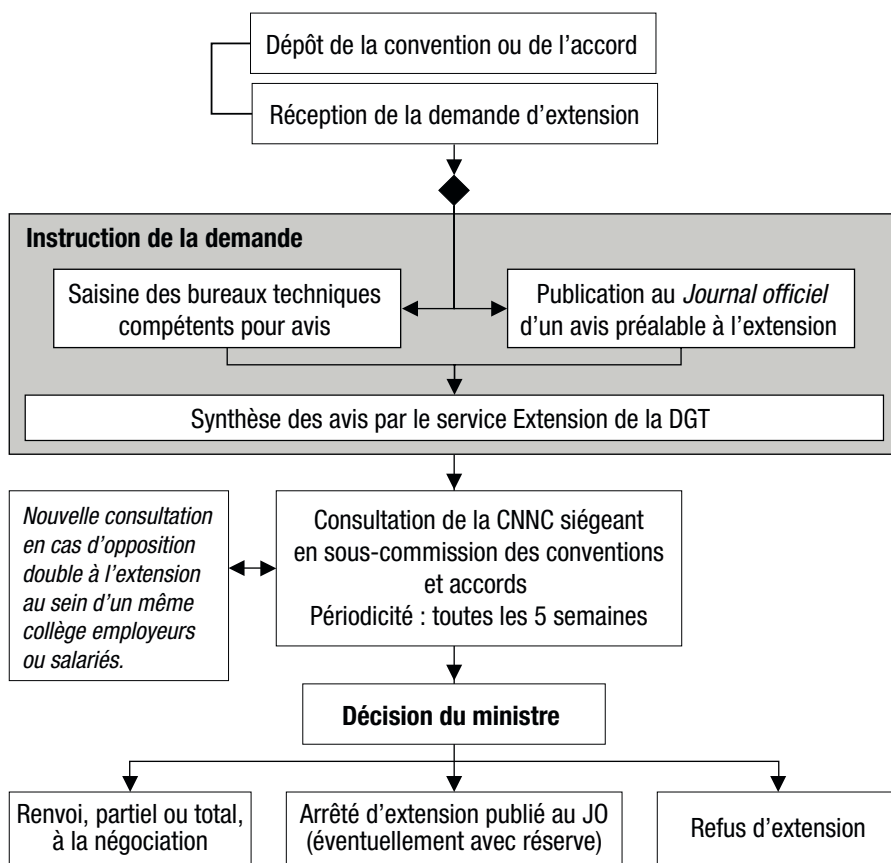 Dépôt de la convention ou de l’accord
Réception de la demande d’extension
Instruction de la demande
Saisine des bureaux techniques
compétents pour avis
Publication au Journal officiel
d’un avis préalable à l’extension
Synthèse des avis par le service Extension de la DGT
Nouvelle consultation
en cas d’opposition
double à l’extension
au sein d’un même
collège employeurs
ou salariés.
Consultation de la CNNC siégeant
en sous-commission des conventions
et accords
Périodicité : toutes les 5 semaines
Décision du ministre
Renvoi, partiel ou total,
à la négociation
Arrêté d’extension publié au JO
(éventuellement avec réserve)
Refus d’extension